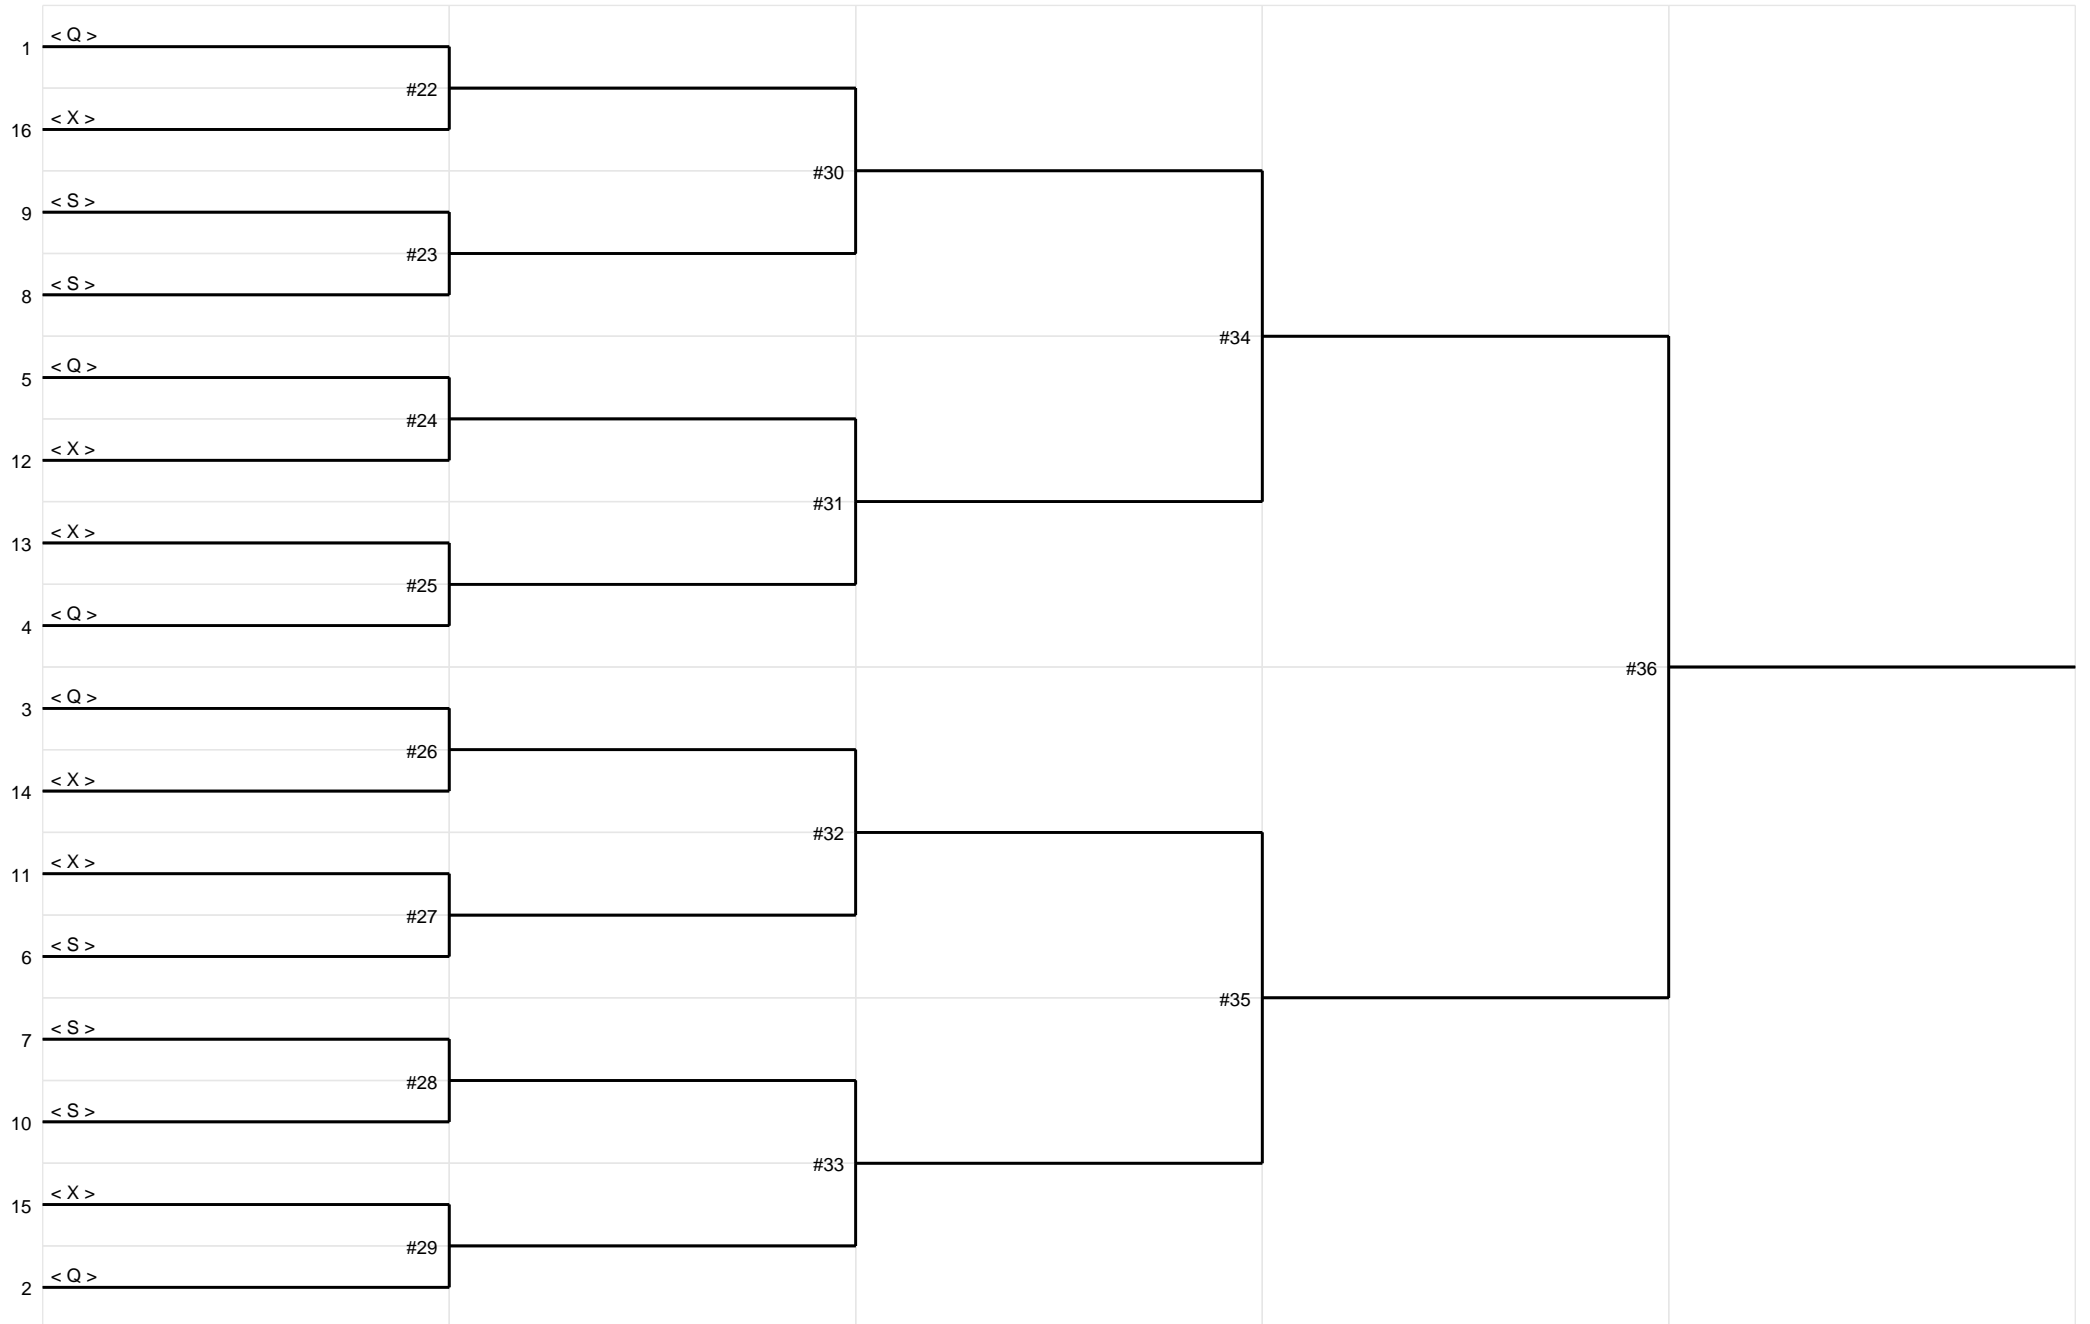 < Q >
1
#22
< X >
16
#30
< S >
9
#23
< S >
8
#34
< Q >
5
#24
< X >
12
#31
< X >
13
#25
< Q >
4
#36
< Q >
3
#26
< X >
14
#32
< X >
11
#27
< S >
6
#35
< S >
7
#28
< S >
10
#33
< X >
15
#29
< Q >
2